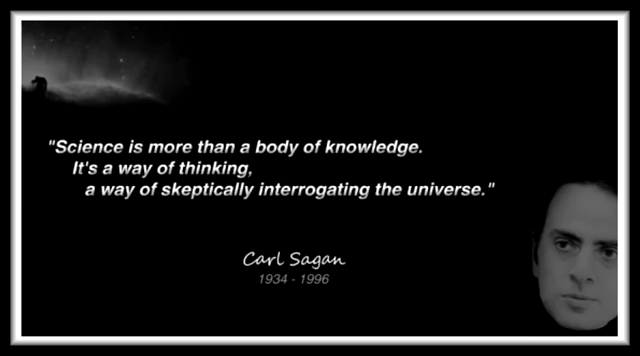 "Science is more than a body of knowledge.
It's a way of thinking,
a way of skeptically interrogating the universe."
Carl Sagan
1934 - 1996